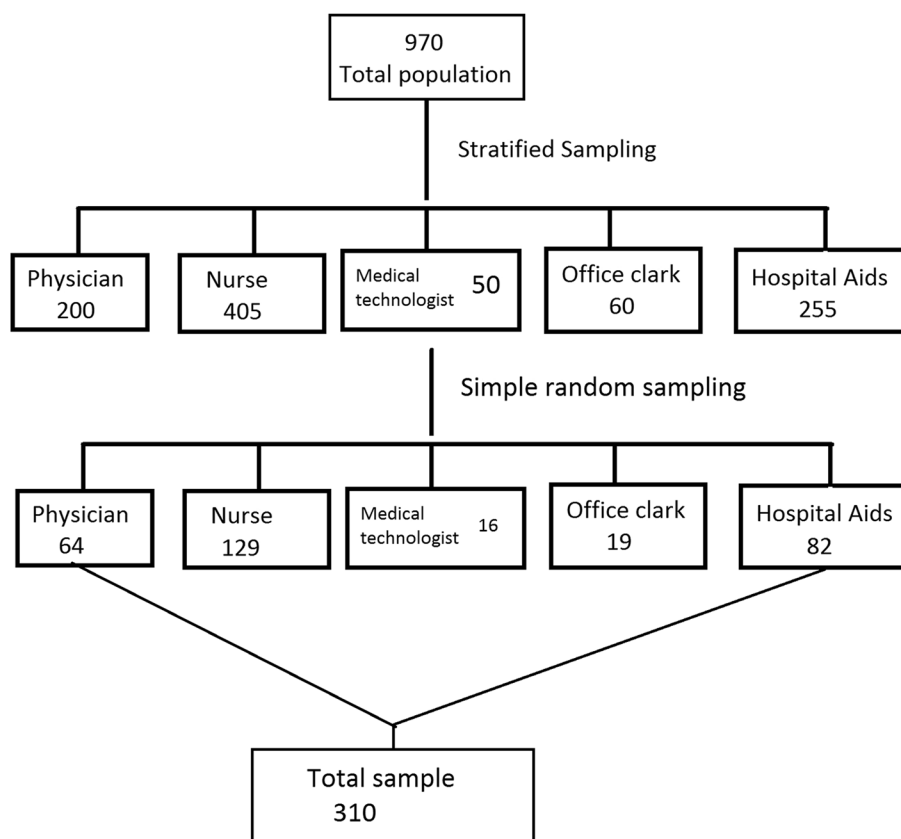 970
Total population
Stratified Sampling
Physician
200
Nurse
405
Medical
technologist 50
Office clark
60
Hospital Aids
255
Simple random sampling
Physician
64
Nurse
129
Medical
technologist 16
Office clark
19
Hospital Aids
82
Total sample
310